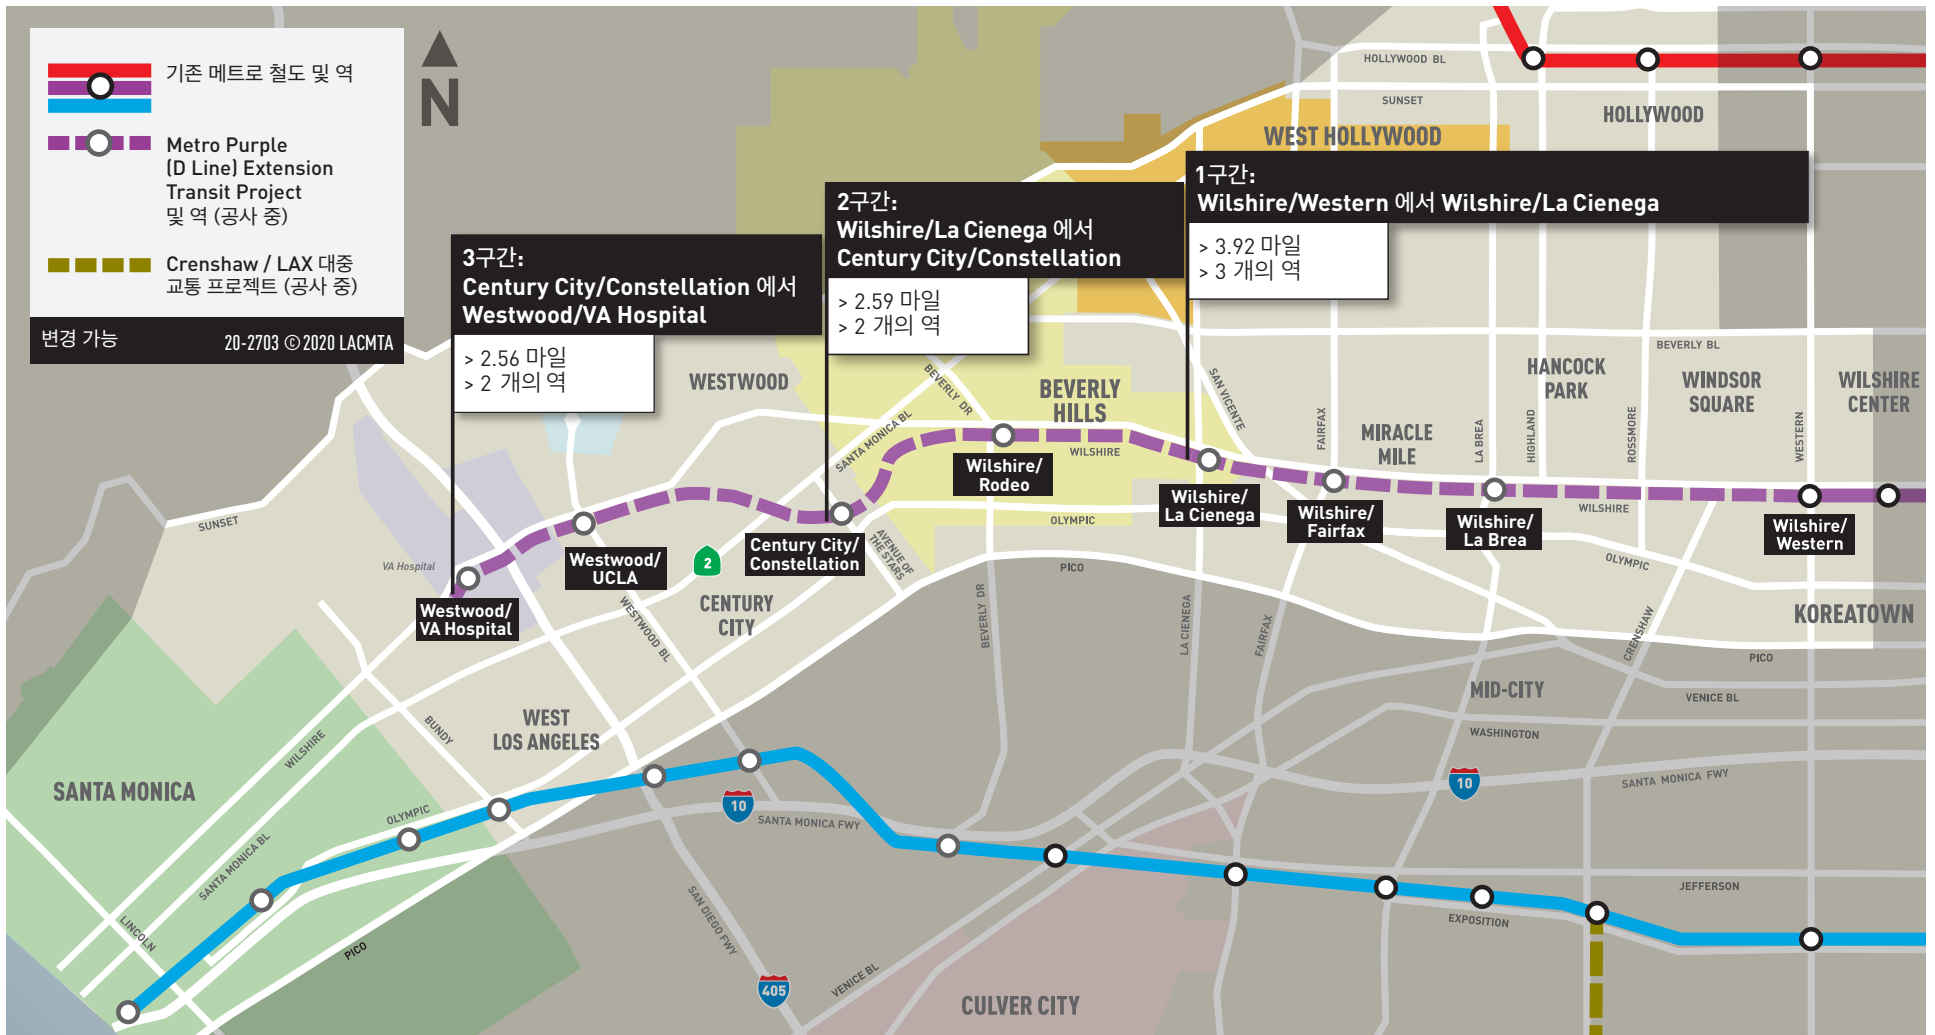 기존 메트로 철도 및 역
Metro Purple
(D Line) Extension
Transit Project
및 역 (공사 중)
Crenshaw / LAX 대중
교통 프로젝트 (공사 중)
변경 가능
20-2703 © 2020 LACMTA
N
3구간:
Century City/Constellation 에서
Westwood/VA Hospital
> 2.56 마일
> 2 개의 역
2구간:
Wilshire/La Cienega 에서
Century City/Constellation
> 2.59 마일
> 2 개의 역
1구간:
Wilshire/Western 에서 Wilshire/La Cienega
> 3.92 마일
> 3 개의 역
HOLLYWOOD BL
SUNSET
HOLLYWOOD
WEST HOLLYWOOD
BEVERLY BL
WESTWOOD
BEVERLY DR
SANTA MONICA BL
BEVERLY
HILLS
WILSHIRE
SAN VICENTE
FAIRFAX
MIRACLE
MILE
LA BREA
HIGHLAND
HANCOCK
PARK
ROSSMORE
WINDSOR
SQUARE
WESTERN
WILSHIRE
CENTER
SUNSET
VA Hospital
Westwood/
VA Hospital
Westwood/
UCLA
2
Century City/
Constellation
AVENUE OF
THE STARS
Wilshire/
Rodeo
OLYMPIC
Wilshire/
La Cienega
Wilshire/
Fairfax
Wilshire/
La Brea
WILSHIRE
Wilshire/
Western
OLYMPIC
PICO
CENTURY
CITY
WESTWOOD BL
BEVERLY DR
LA CIENEGA
FAIRFAX
CRENSHAW
KOREATOWN
PICO
MID-CITY
VENICE BL
WASHINGTON
WEST
LOS ANGELES
BUNDY
WILSHIRE
SANTA MONICA
OLYMPIC
SANTA MONICA BL
LINCOLN
PICO
10
SANTA MONICA FWY
10
SANTA MONICA FWY
SAN DIEGO FWY
405
VENICE BL
CULVER CITY
EXPOSITION
JEFFERSON